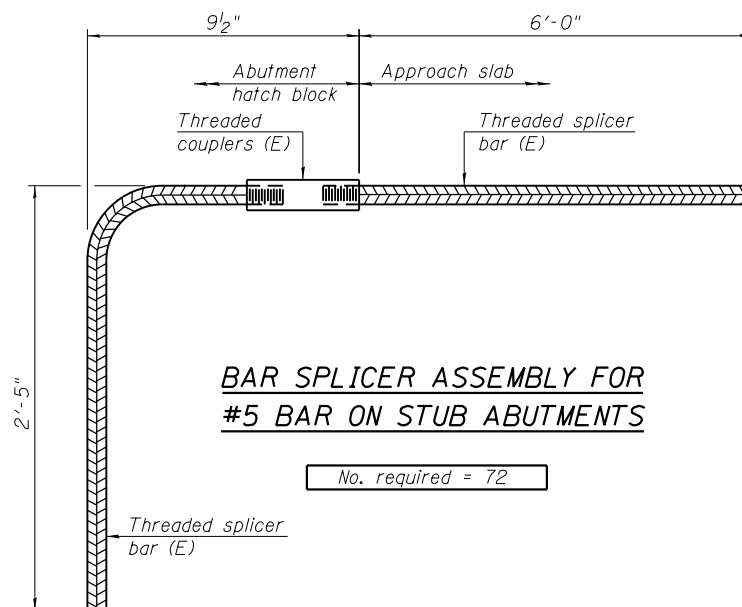 9½" 6'-0"
Abutment
hatch block
Approach slab
Threaded
couplers (E)
Threaded splicer
bar (E)
2'-5"
BAR SPLICER ASSEMBLY FOR
#5 BAR ON STUB ABUTMENTS
No. required = 72
Threaded splicer
bar (E)